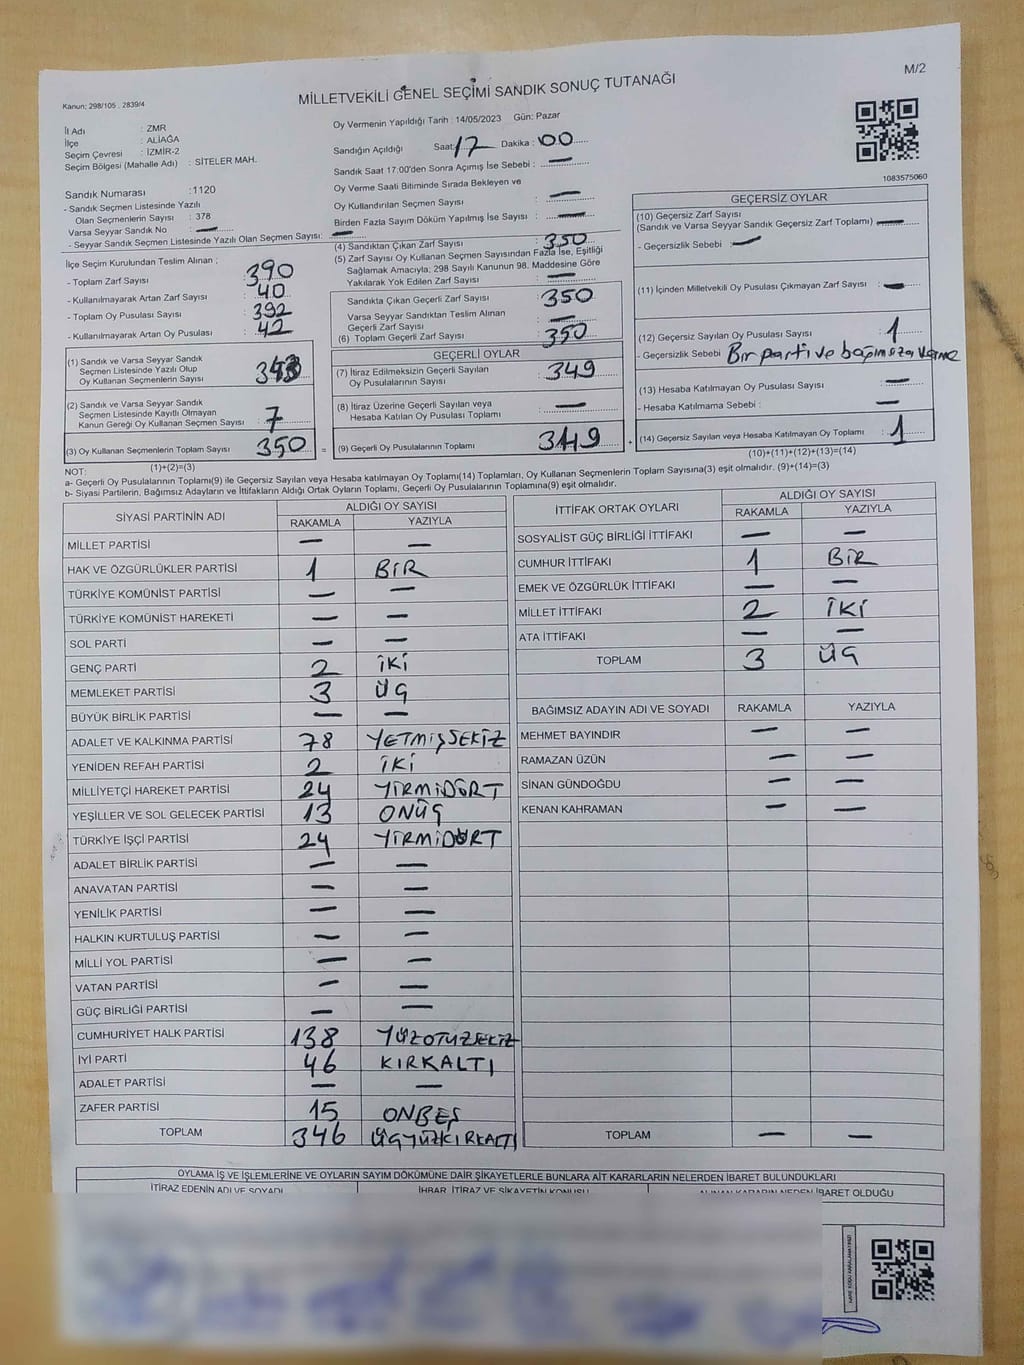 M/2
MİLLETVEKİLİ GENEL SEÇİMİ SANDIK SONUÇ TUTANAĞI
Kanun: 298/105 . 2839/4
İl Adı : ZMR
İlçe : ALİAĞA
Seçim Çevresi : İZMİR-2
Seçim Bölgesi (Mahalle Adı) : SİTELER MAH.
Sandık Numarası :1120
- Sandık Seçmen Listesinde Yazılı
Olan Seçmenlerin Sayısı : 378
Varsa Seyyar Sandık No : —
- Seyyar Sandık Seçmen Listesinde Yazılı Olan Seçmen Sayısı: —
Oy Vermenin Yapıldığı Tarih : 14/05/2023 Gün: Pazar
Sandığın Açıldığı Saat: 17 Dakika : 00
Sandık Saat 17.00'den Sonra Açımış İse Sebebi : —
Oy Verme Saati Bitiminde Sırada Bekleyen ve
Oy Kullandırılan Seçmen Sayısı : —
Birden Fazla Sayım Döküm Yapılmış İse Sayısı : —
(4) Sandıktan Çıkan Zarf Sayısı : 350
(5) Zarf Sayısı Oy Kullanan Seçmen Sayısından Fazla İse, Eşitliği
Sağlamak Amacıyla; 298 Sayılı Kanunun 98. Maddesine Göre
Yakılarak Yok Edilen Zarf Sayısı : —
1083575060
İlçe Seçim Kurulundan Teslim Alınan ;
- Toplam Zarf Sayısı : 390
- Kullanılmayarak Artan Zarf Sayısı : 40
- Toplam Oy Pusulası Sayısı : 392
- Kullanılmayarak Artan Oy Pusulası : 42
(1) Sandık ve Varsa Seyyar Sandık
Seçmen Listesinde Yazılı Olup
Oy Kullanan Seçmenlerin Sayısı : 343
(2) Sandık ve Varsa Seyyar Sandık
Seçmen Listesinde Kayıtlı Olmayan
Kanun Gereği Oy Kullanan Seçmen Sayısı : 7
(3) Oy Kullanan Seçmenlerin Toplam Sayısı : 350
(1)+(2)=(3)
Sandıkta Çıkan Geçerli Zarf Sayısı : 350
Varsa Seyyar Sandıktan Teslim Alınan
Geçerli Zarf Sayısı : —
(6) Toplam Geçerli Zarf Sayısı : 350
GEÇERLİ OYLAR
(7) İtiraz Edilmeksizin Geçerli Sayılan
Oy Pusulalarının Sayısı : 349
(8) İtiraz Üzerine Geçerli Sayılan veya
Hesaba Katılan Oy Pusulası Toplamı : —
= (9) Geçerli Oy Pusulalarının Toplamı : 349
GEÇERSİZ OYLAR
(10) Geçersiz Zarf Sayısı
(Sandık ve Varsa Seyyar Sandık Geçersiz Zarf Toplamı) : —
- Geçersizlik Sebebi : —
(11) İçinden Milletvekili Oy Pusulası Çıkmayan Zarf Sayısı : —
(12) Geçersiz Sayılan Oy Pusulası Sayısı : 1
- Geçersizlik Sebebi : Bir parti ve bağımsıza verme
(13) Hesaba Katılmayan Oy Pusulası Sayısı : —
- Hesaba Katılmama Sebebi : —
+ (14) Geçersiz Sayılan veya Hesaba Katılmayan Oy Toplamı : 1
(10)+(11)+(12)+(13)=(14)
NOT:
a- Geçerli Oy Pusulalarının Toplamı(9) ile Geçersiz Sayılan veya Hesaba Katılmayan Oy Toplamı(14) Toplamları, Oy Kullanan Seçmenlerin Toplam Sayısına(3) eşit olmalıdır. (9)+(14)=(3)
b- Siyasi Partilerin, Bağımsız Adayların ve İttifakların Aldığı Ortak Oyların Toplamı, Geçerli Oy Pusulalarının Toplamına(9) eşit olmalıdır.
SİYASİ PARTİNİN ADI ALDIĞI OY SAYISI
RAKAMLA YAZIYLA
MİLLET PARTİSİ — —
HAK VE ÖZGÜRLÜKLER PARTİSİ 1 BİR
TÜRKİYE KOMÜNİST PARTİSİ — —
TÜRKİYE KOMÜNİST HAREKETİ — —
SOL PARTİ — —
GENÇ PARTİ 2 İKİ
MEMLEKET PARTİSİ 3 ÜÇ
BÜYÜK BİRLİK PARTİSİ — —
ADALET VE KALKINMA PARTİSİ 78 YETMİŞSEKİZ
YENİDEN REFAH PARTİSİ 2 İKİ
MİLLİYETÇİ HAREKET PARTİSİ 24 YİRMİDÖRT
YEŞİLLER VE SOL GELECEK PARTİSİ 13 ONÜÇ
TÜRKİYE İŞÇİ PARTİSİ 24 YİRMİDÖRT
ADALET BİRLİK PARTİSİ — —
ANAVATAN PARTİSİ — —
YENİLİK PARTİSİ — —
HALKIN KURTULUŞ PARTİSİ — —
MİLLİ YOL PARTİSİ — —
VATAN PARTİSİ — —
GÜÇ BİRLİĞİ PARTİSİ — —
CUMHURİYET HALK PARTİSİ 138 YÜZOTUZSEKİZ
İYİ PARTİ 46 KIRKALTI
ADALET PARTİSİ — —
ZAFER PARTİSİ 15 ONBEŞ
TOPLAM 346 ÜÇYÜZKIRKALTI
İTTİFAK ORTAK OYLARI ALDIĞI OY SAYISI
RAKAMLA YAZIYLA
SOSYALİST GÜÇ BİRLİĞİ İTTİFAKI — —
CUMHUR İTTİFAKI 1 BİR
EMEK VE ÖZGÜRLÜK İTTİFAKI — —
MİLLET İTTİFAKI 2 İKİ
ATA İTTİFAKI — —
TOPLAM 3 ÜÇ
BAĞIMSIZ ADAYIN ADI VE SOYADI RAKAMLA YAZIYLA
MEHMET BAYINDIR — —
RAMAZAN ÜZÜN — —
SİNAN GÜNDOĞDU — —
KENAN KAHRAMAN — —
TOPLAM — —
OYLAMA İŞ VE İŞLEMLERİNE VE OYLARIN SAYIM DÖKÜMÜNE DAİR ŞİKAYETLERLE BUNLARA AİT KARARLARIN NELERDEN İBARET BULUNDUKLARI
İTİRAZ EDENİN ADI VE SOYADI İHBAR, İTİRAZ VE ŞİKAYETİN KONUSU ALINAN KARARIN NEDEN İBARET OLDUĞU